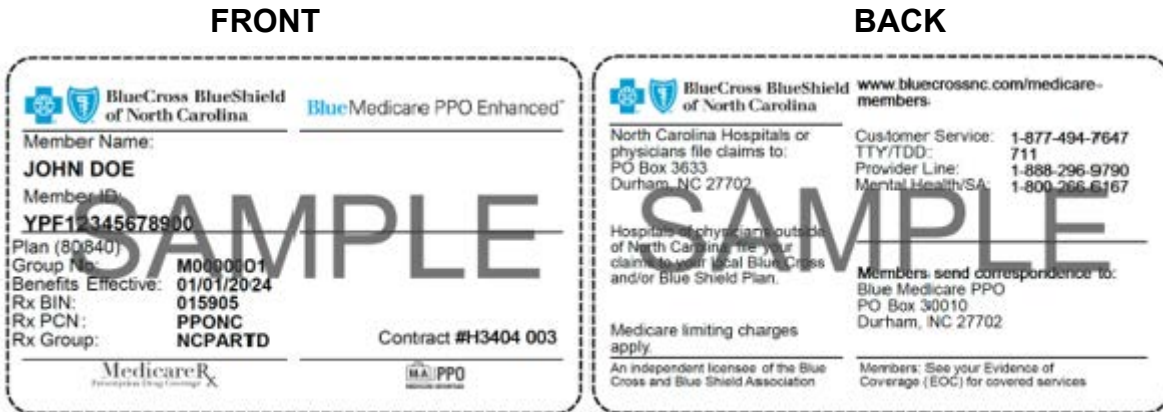 FRONT
BlueCross BlueShield
of North Carolina
BlueMedicare PPO Enhanced℠
Member Name:
JOHN DOE
Member ID:
YPF12345678900
Plan (80840)
Group No: M0000001
Benefits Effective: 01/01/2024
Rx BIN: 015905
Rx PCN: PPONC
Rx Group: NCPARTD
Contract #H3404 003
MedicareRx
Prescription Drug Coverage
MA PPO
MEDICARE ADVANTAGE
SAMPLE
BACK
BlueCross BlueShield
of North Carolina
www.bluecrossnc.com/medicare-
members
North Carolina Hospitals or
physicians file claims to:
PO Box 3633
Durham, NC 27702
Hospitals or physicians outside
of North Carolina, file your
claims to your local Blue Cross
and/or Blue Shield Plan.
Medicare limiting charges
apply.
An independent licensee of the Blue
Cross and Blue Shield Association
Customer Service: 1-877-494-7647
TTY/TDD: 711
Provider Line: 1-888-296-9790
Mental Health/SA: 1-800-266-6167
Members send correspondence to:
Blue Medicare PPO
PO Box 30010
Durham, NC 27702
Members: See your Evidence of
Coverage (EOC) for covered services
SAMPLE